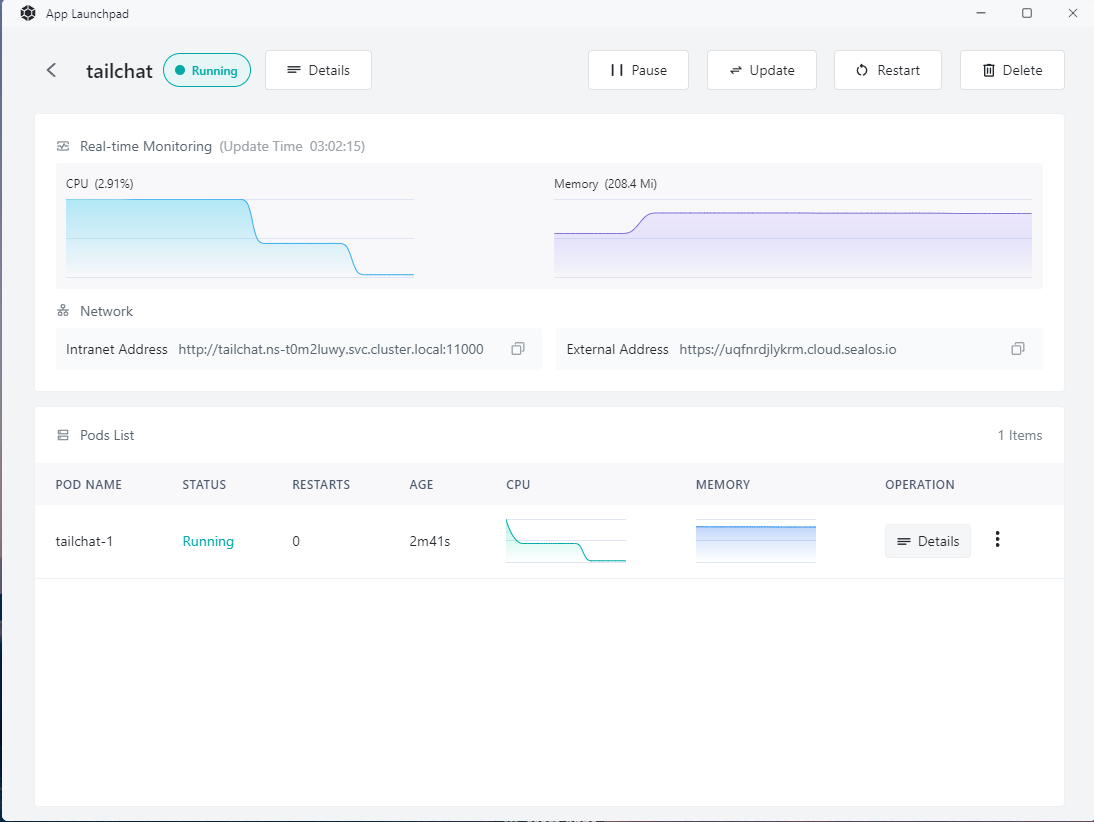 App Launchpad
tailchat Running Details Pause Update Restart Delete
Real-time Monitoring (Update Time 03:02:15)
CPU (2.91%) Memory (208.4 Mi)
Network
Intranet Address http://tailchat.ns-t0m2luwy.svc.cluster.local:11000 External Address https://uqfnrdjlykrm.cloud.sealos.io
Pods List 1 Items
POD NAME STATUS RESTARTS AGE CPU MEMORY OPERATION
tailchat-1 Running 0 2m41s Details